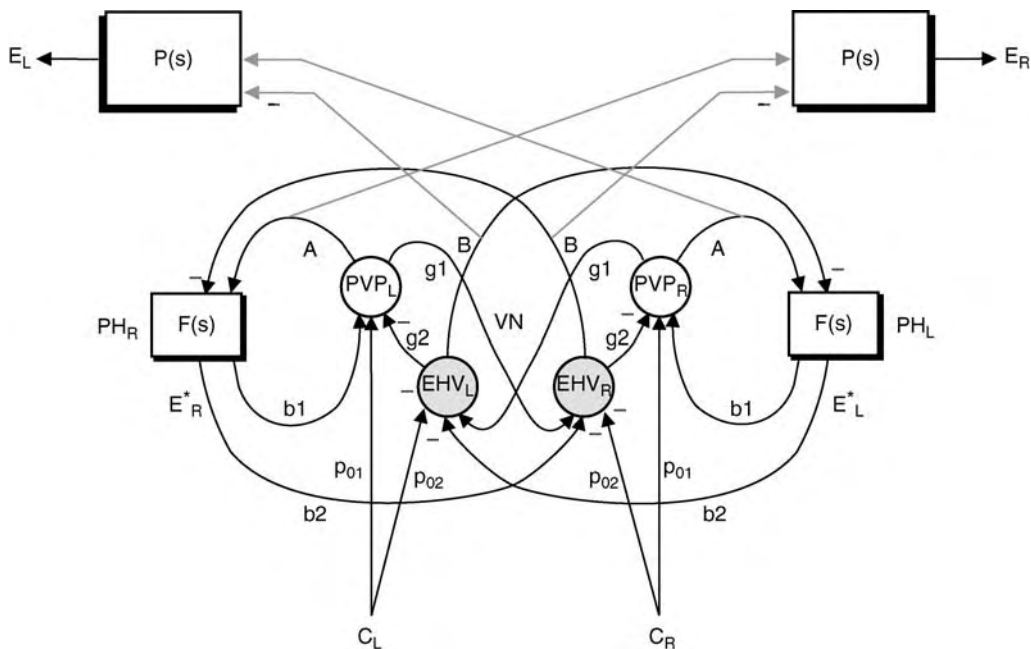 E_L P(s) P(s) E_R
– –
A B B A
g1 g1
PVP_L PVP_R
– –
– –
PH_R F(s) VN F(s) PH_L
g2 g2
EHV_L EHV_R
– –
E*_R b1 b1 E*_L
– –
p_01 p_02 p_02 p_01
b2 b2
C_L C_R